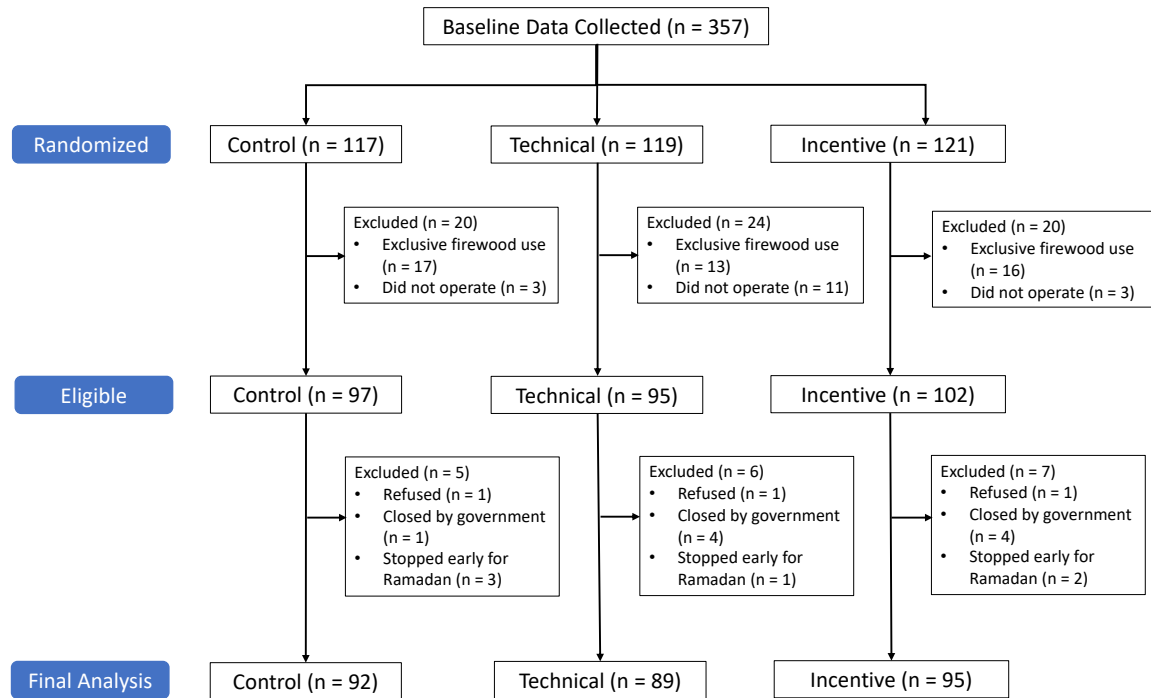 Baseline Data Collected (n = 357)
Randomized
Control (n = 117)
Technical (n = 119)
Incentive (n = 121)
Excluded (n = 20)
• Exclusive firewood use
(n = 17)
• Did not operate (n = 3)
Excluded (n = 24)
• Exclusive firewood use
(n = 13)
• Did not operate (n = 11)
Excluded (n = 20)
• Exclusive firewood use
(n = 16)
• Did not operate (n = 3)
Eligible
Control (n = 97)
Technical (n = 95)
Incentive (n = 102)
Excluded (n = 5)
• Refused (n = 1)
• Closed by government
(n = 1)
• Stopped early for
Ramadan (n = 3)
Excluded (n = 6)
• Refused (n = 1)
• Closed by government
(n = 4)
• Stopped early for
Ramadan (n = 1)
Excluded (n = 7)
• Refused (n = 1)
• Closed by government
(n = 4)
• Stopped early for
Ramadan (n = 2)
Final Analysis
Control (n = 92)
Technical (n = 89)
Incentive (n = 95)